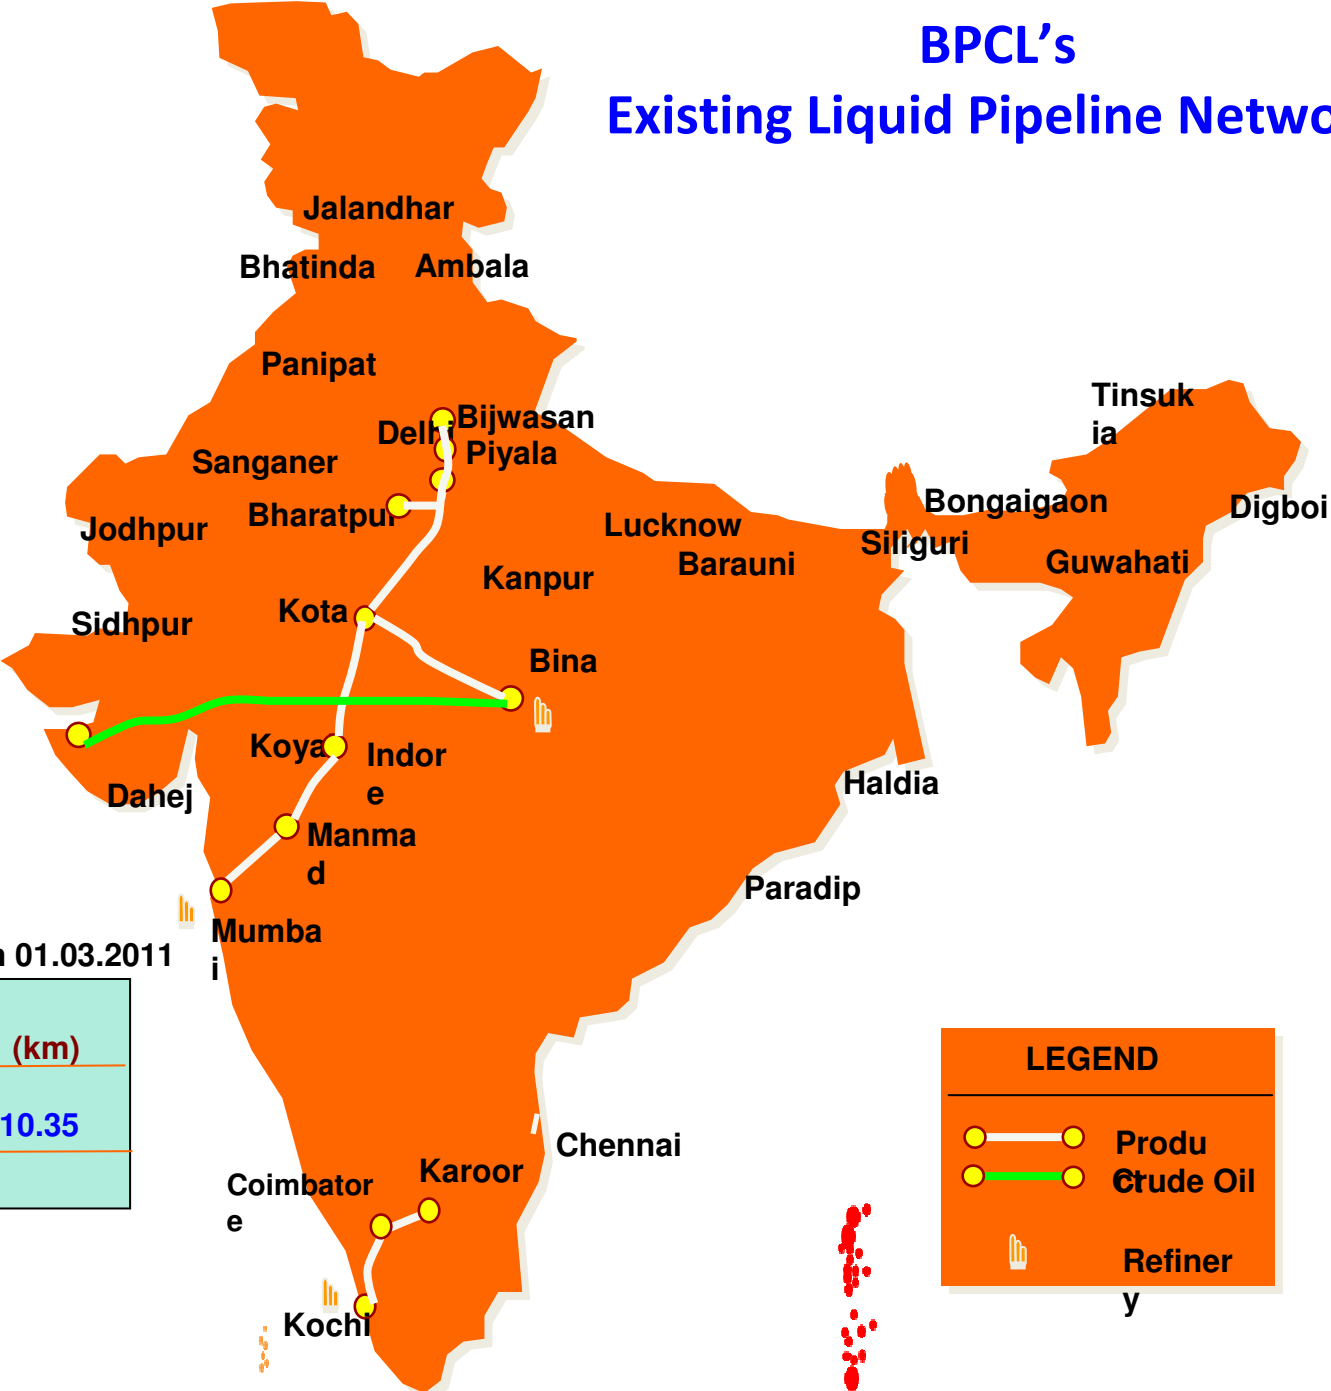 BPCL’s
Existing Liquid Pipeline Netwo
Jalandhar
Bhatinda
Ambala
Panipat
Tinsuk
ia
Bijwasan
Delhi
Piyala
Sanganer
Bharatpur
Jodhpur
Lucknow
Barauni
Bongaigaon
Digboi
Siliguri
Guwahati
Kanpur
Kota
Sidhpur
Bina
Koya
Indor
e
Dahej
Haldia
Manma
d
Paradip
Mumba
i
n 01.03.2011
(km)
10.35
LEGEND
Produ
ct
Crude Oil
Refiner
y
Chennai
Karoor
Coimbator
e
Kochi